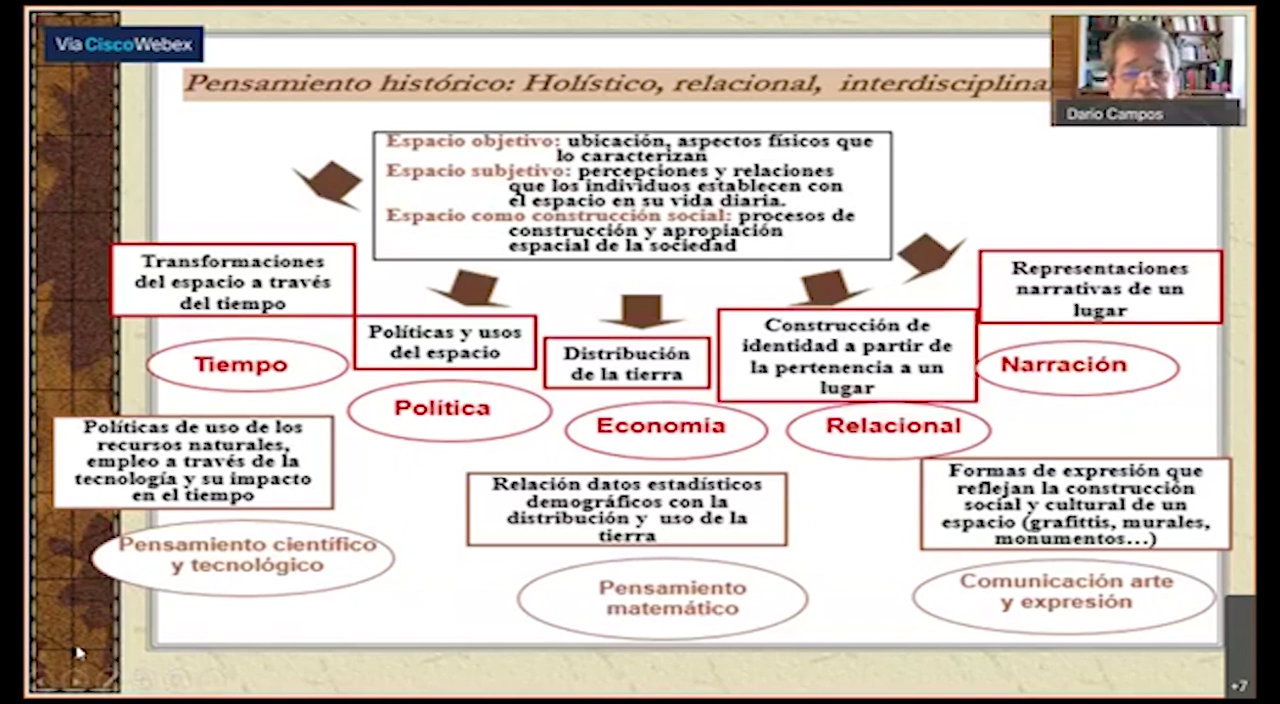 Vía CiscoWebex
Pensamiento histórico: Holístico, relacional, interdisciplinar
Dario Campos
Espacio objetivo: ubicación, aspectos físicos que
lo caracterizan
Espacio subjetivo: percepciones y relaciones
que los individuos establecen con
el espacio en su vida diaria.
Espacio como construcción social: procesos de
construcción y apropiación
espacial de la sociedad
Transformaciones
del espacio a través
del tiempo
Tiempo
Políticas y usos
del espacio
Política
Distribución
de la tierra
Economía
Construcción de
identidad a partir de
la pertenencia a un
lugar
Relacional
Representaciones
narrativas de un
lugar
Narración
Políticas de uso de los
recursos naturales,
empleo a través de la
tecnología y su impacto
en el tiempo
Pensamiento científico
y tecnológico
Relación datos estadísticos
demográficos con la
distribución y uso de la
tierra
Pensamiento
matemático
Formas de expresión que
reflejan la construcción
social y cultural de un
espacio (grafittis, murales,
monumentos...)
Comunicación arte
y expresión
+7